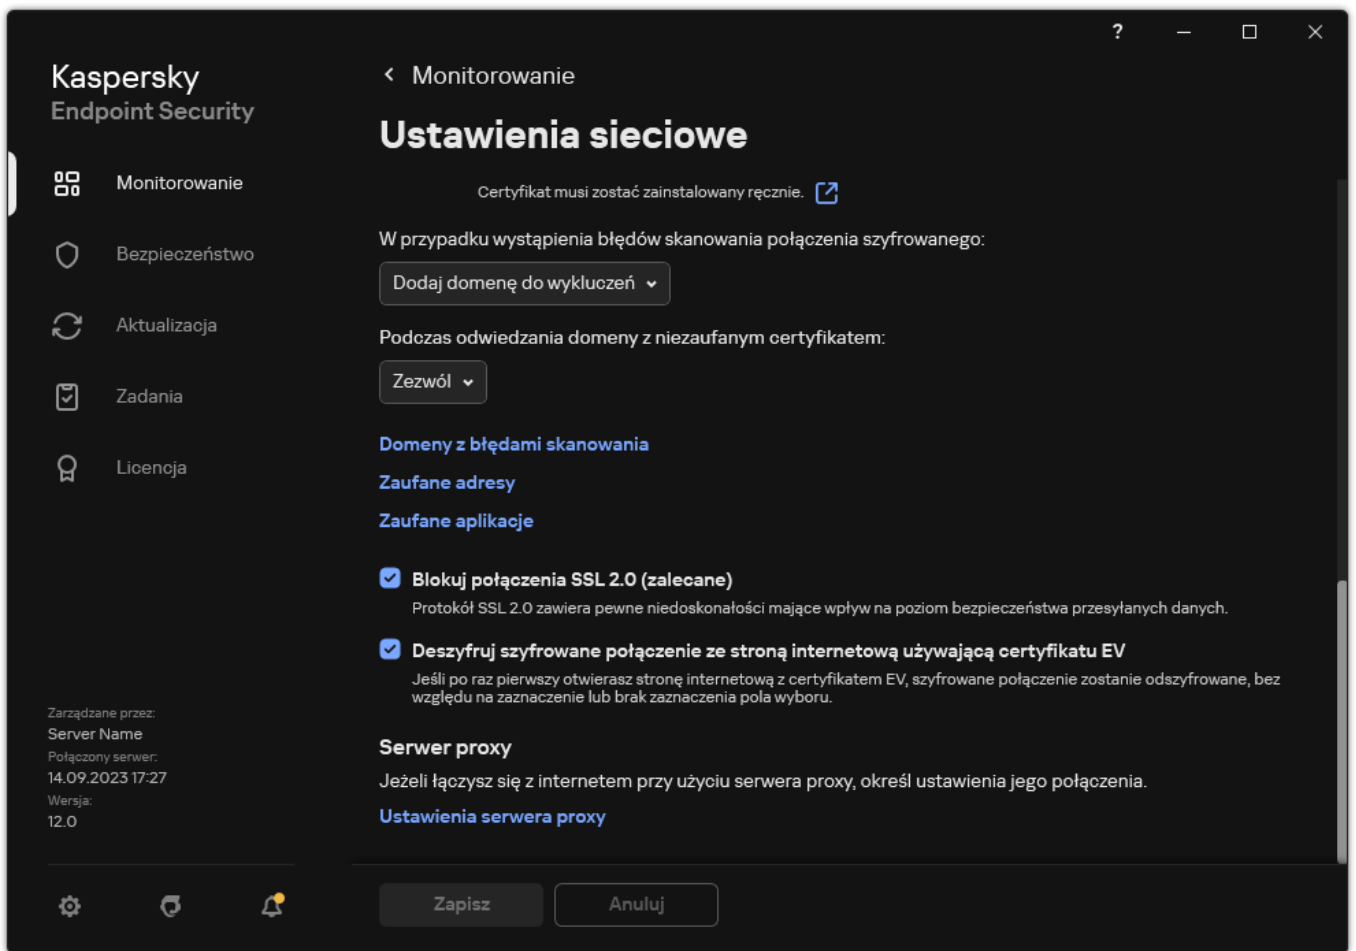 ?
Kaspersky
Endpoint Security
Monitorowanie
Bezpieczeństwo
Aktualizacja
Zadania
Licencja
Zarządzane przez:
Server Name
Połączony serwer:
14.09.2023 17:27
Wersja:
12.0
Monitorowanie
Ustawienia sieciowe
Certyfikat musi zostać zainstalowany ręcznie.
W przypadku wystąpienia błędów skanowania połączenia szyfrowanego:
Dodaj domenę do wykluczeń
Podczas odwiedzania domeny z niezaufanym certyfikatem:
Zezwól
Domeny z błędami skanowania
Zaufane adresy
Zaufane aplikacje
Blokuj połączenia SSL 2.0 (zalecane)
Protokół SSL 2.0 zawiera pewne niedoskonałości mające wpływ na poziom bezpieczeństwa przesyłanych danych.
Deszyfruj szyfrowane połączenie ze stroną internetową używającą certyfikatu EV
Jeśli po raz pierwszy otwierasz stronę internetową z certyfikatem EV, szyfrowane połączenie zostanie odszyfrowane, bez
względu na zaznaczenie lub brak zaznaczenia pola wyboru.
Serwer proxy
Jeżeli łączysz się z internetem przy użyciu serwera proxy, określ ustawienia jego połączenia.
Ustawienia serwera proxy
Zapisz
Anuluj